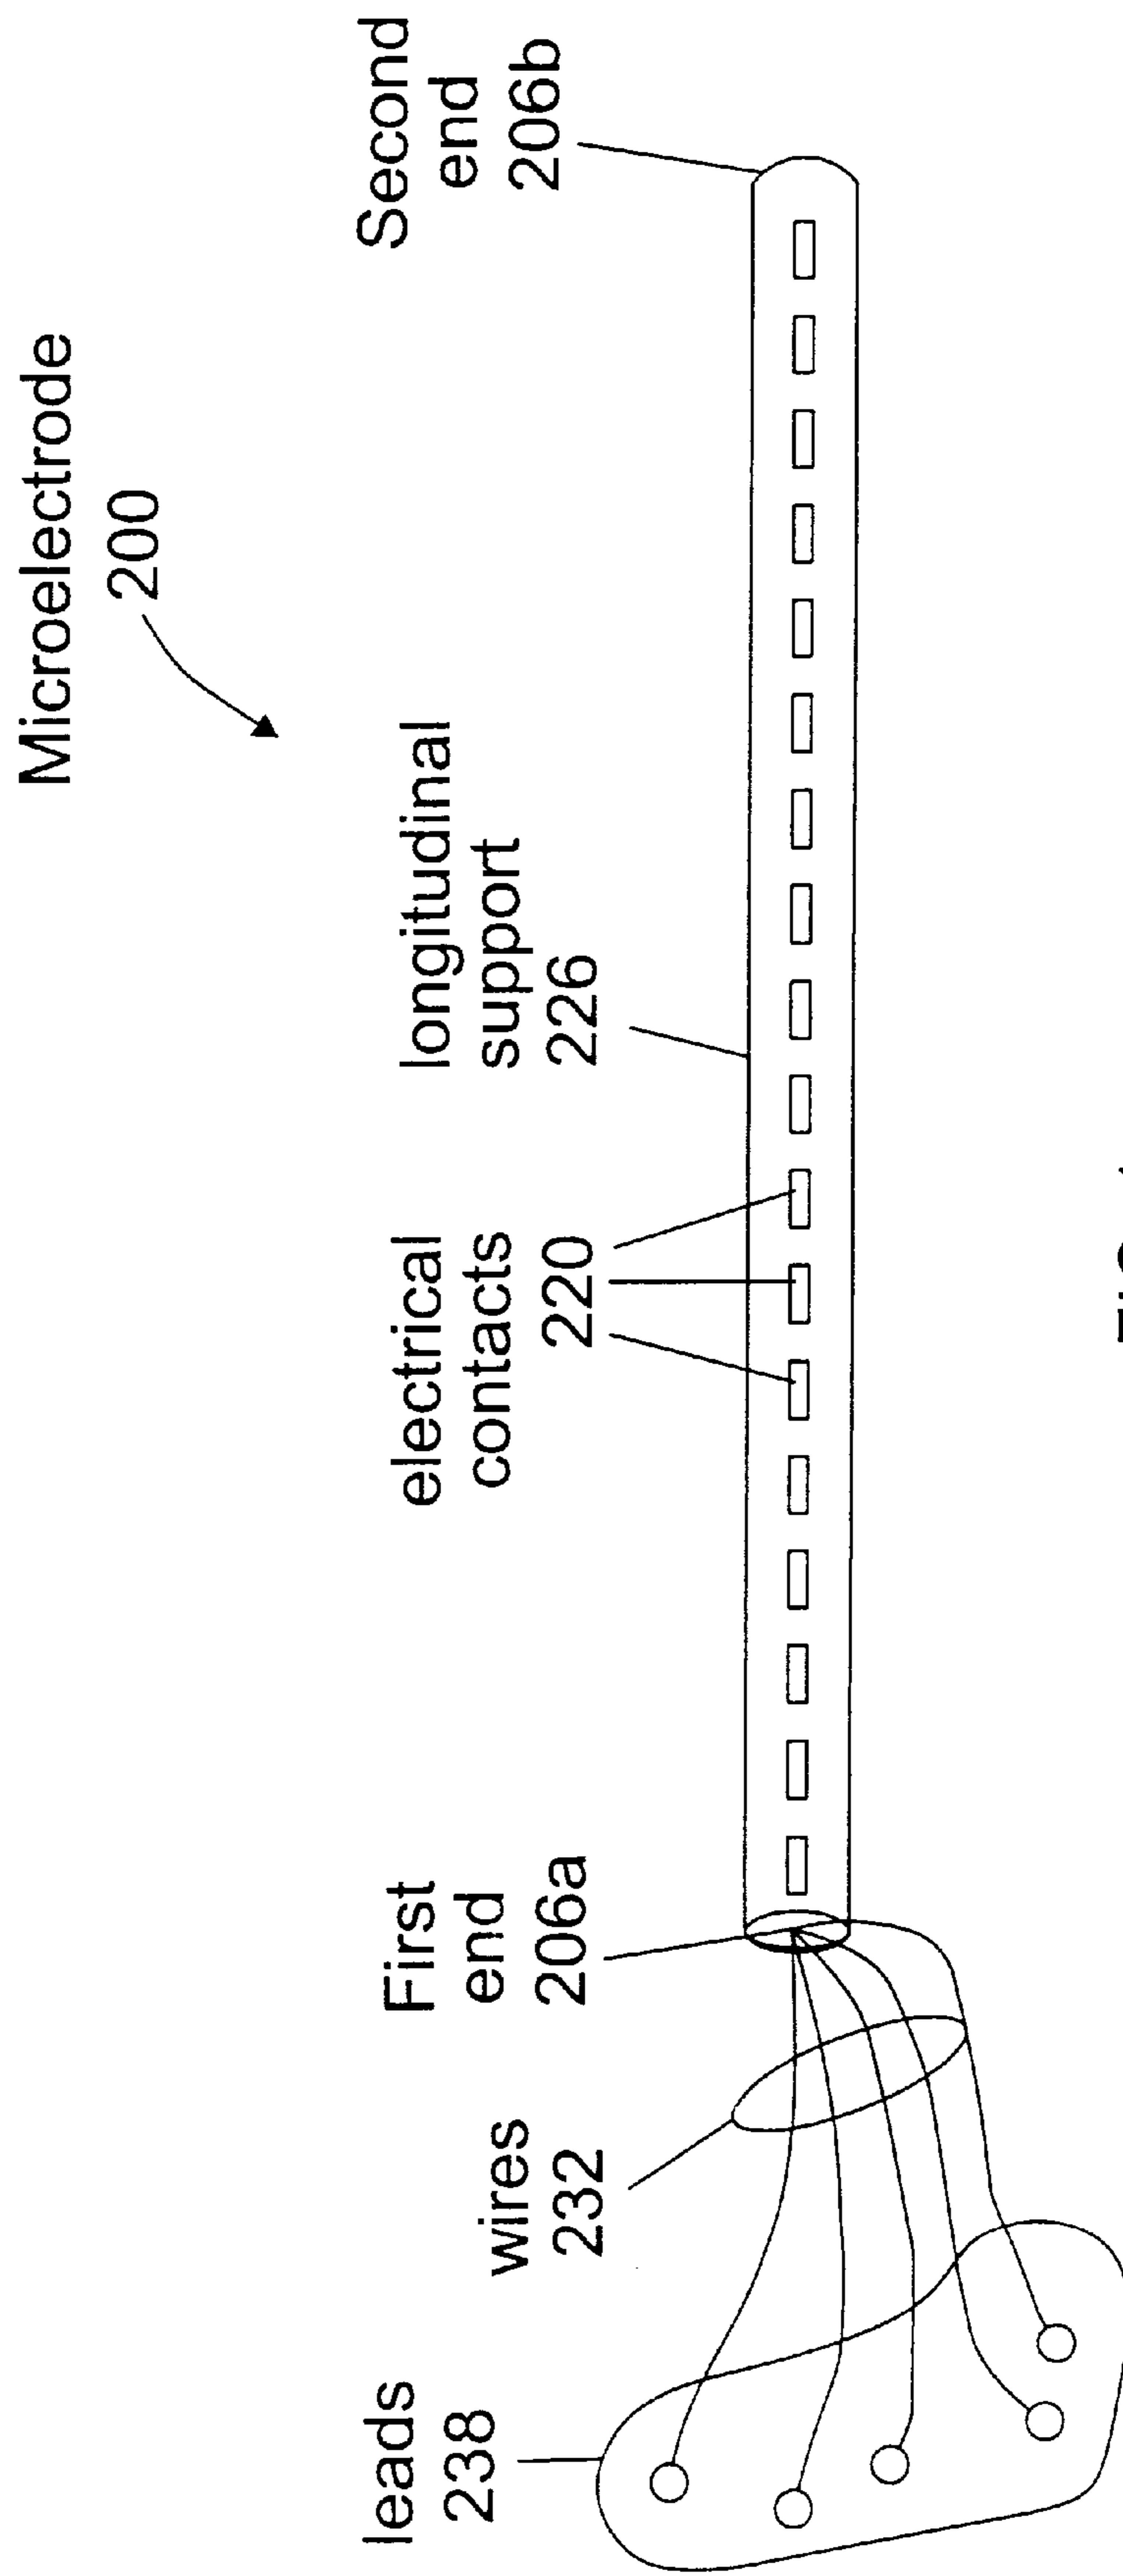 Microelectrode
200
Second
end
206b
longitudinal
support
226
electrical
contacts
220
First
end
206a
wires
232
leads
238